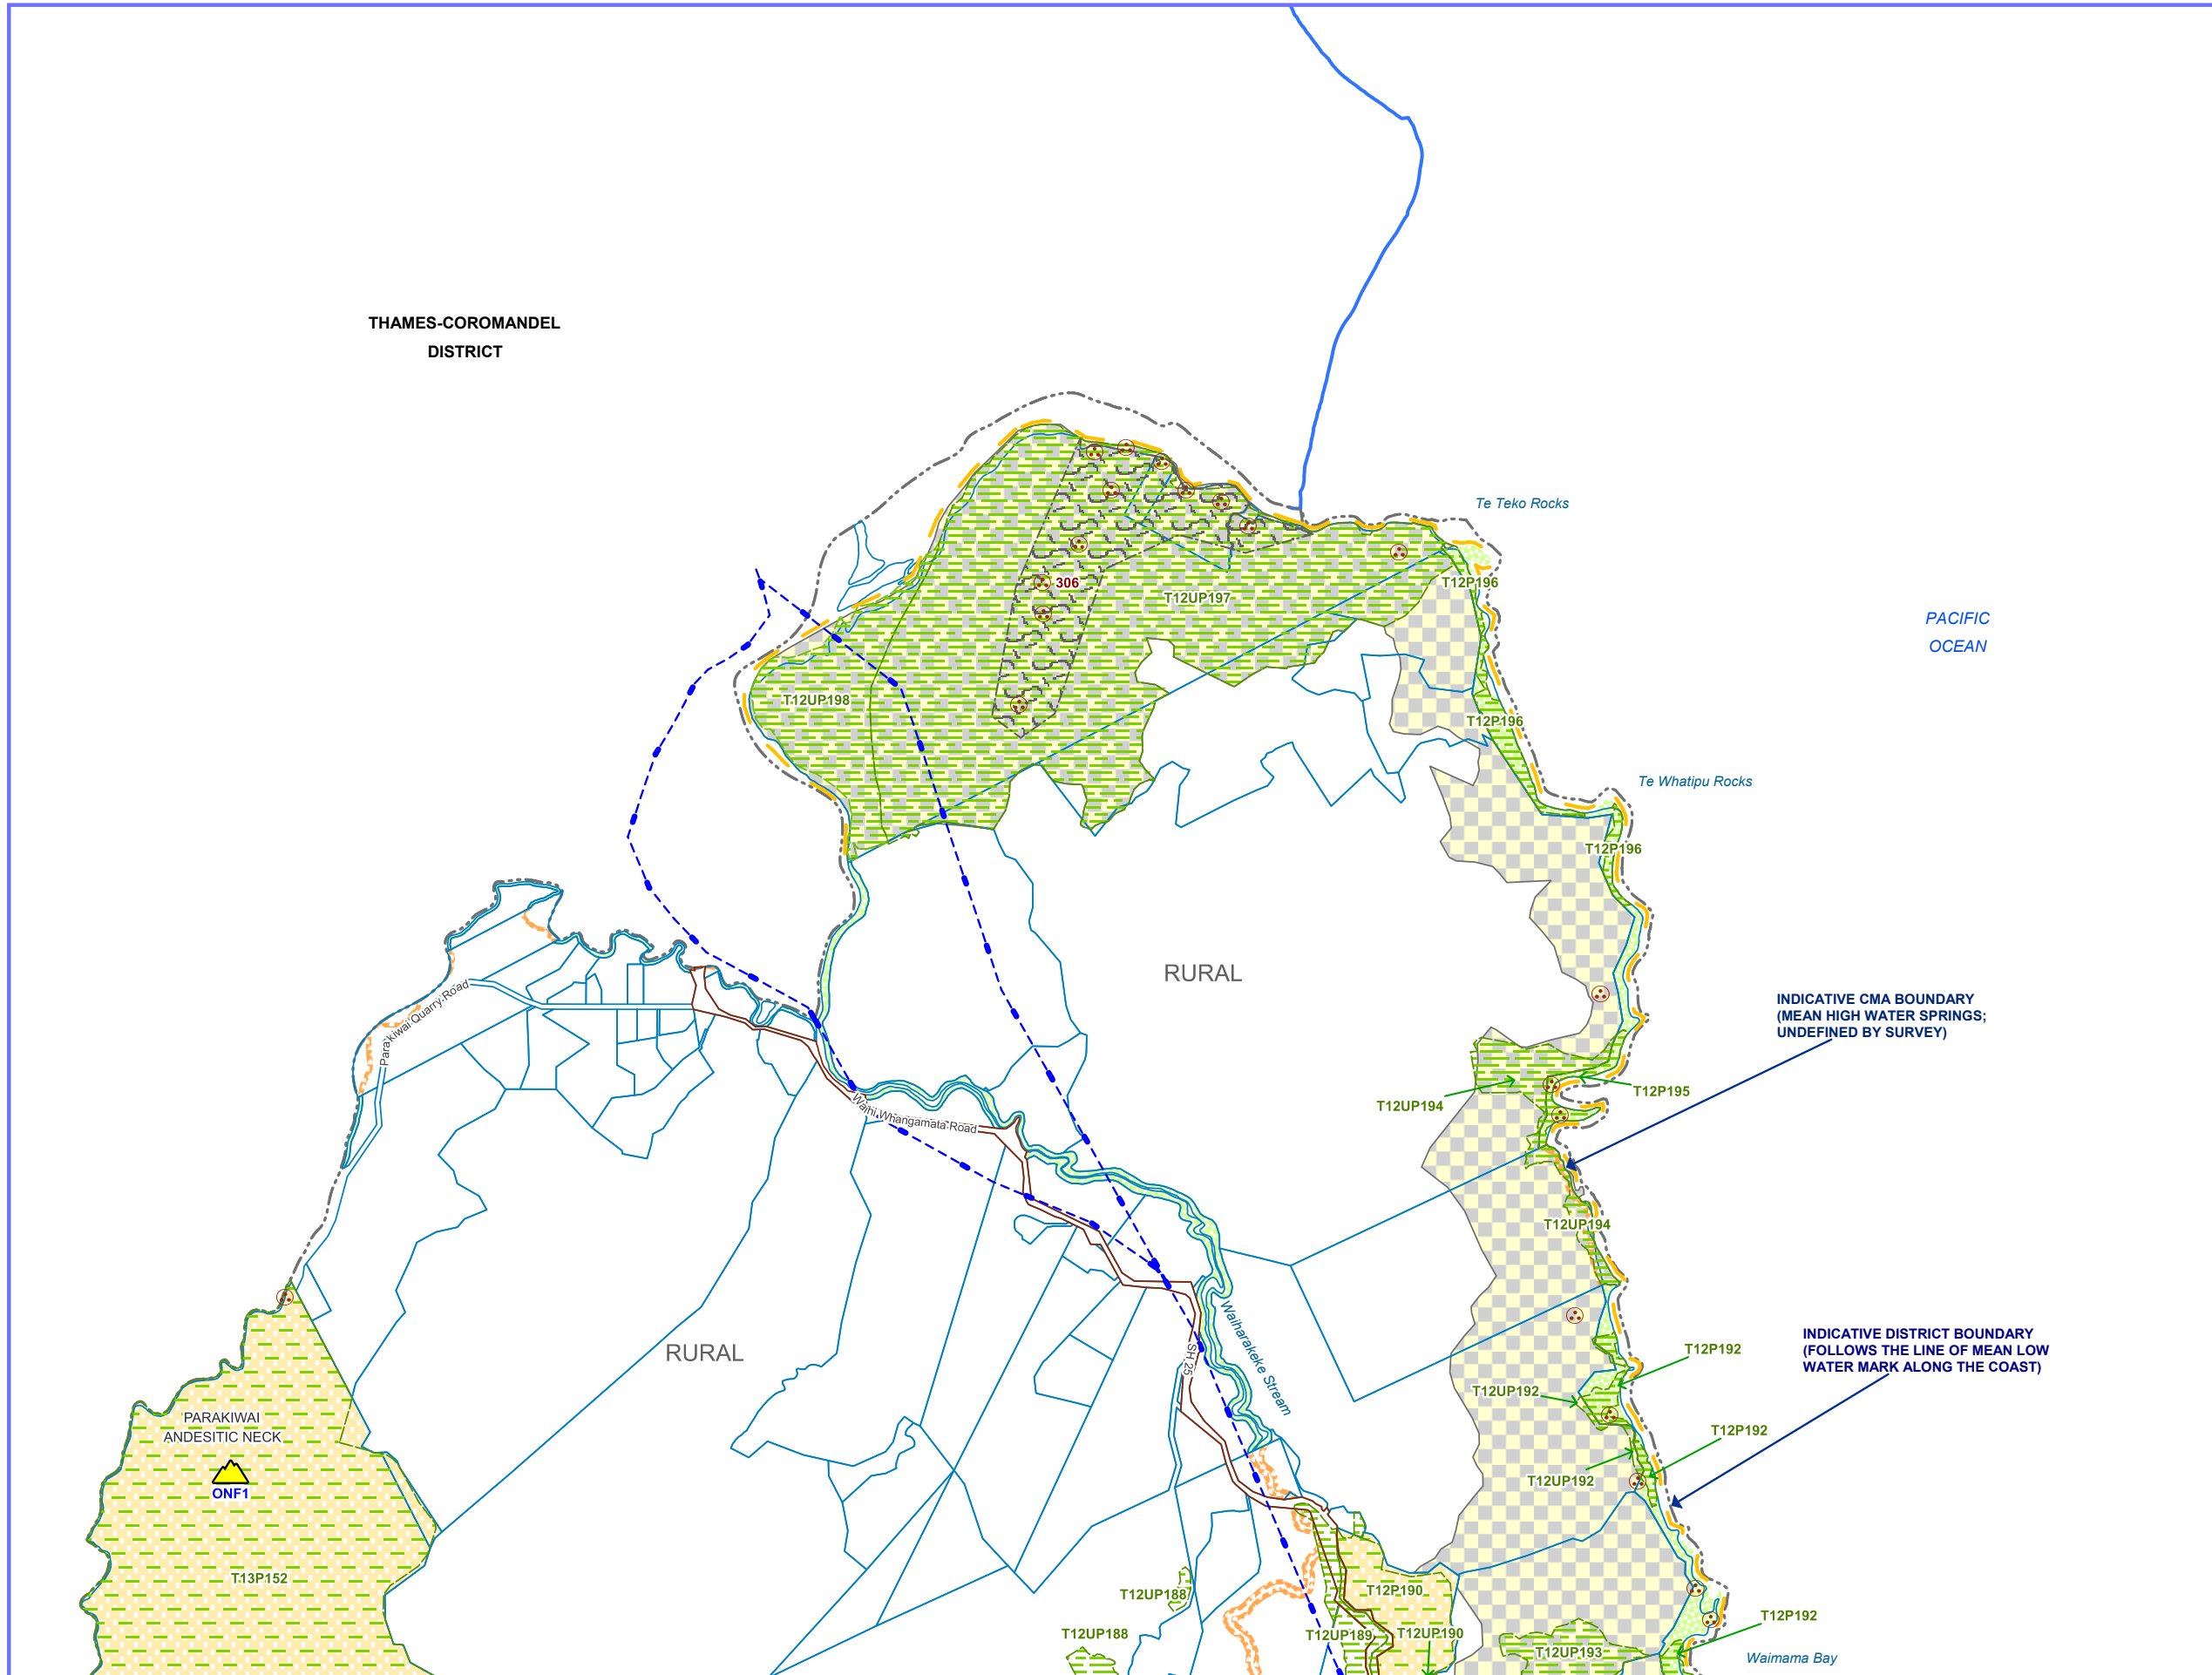 THAMES-COROMANDEL
DISTRICT
Te Teko Rocks
306
T12P196
T12UP197
PACIFIC
OCEAN
T12UP198
T12P196
Te Whatipu Rocks
T12P196
RURAL
Parakiwai Quarry Road
INDICATIVE CMA BOUNDARY
(MEAN HIGH WATER SPRINGS;
UNDEFINED BY SURVEY)
T12P195
T12UP194
Waihi Whangamata Road
T12UP194
Waiharakeke Stream
INDICATIVE DISTRICT BOUNDARY
(FOLLOWS THE LINE OF MEAN LOW
WATER MARK ALONG THE COAST)
RURAL
SH 25
T12P192
T12UP192
PARAKIWAI
ANDESITIC NECK
T12P192
T12UP192
ONF1
T13P152
T12UP188
T12P190
T12P192
T12UP188
T12UP189
T12UP190
T12UP193
Waimama Bay